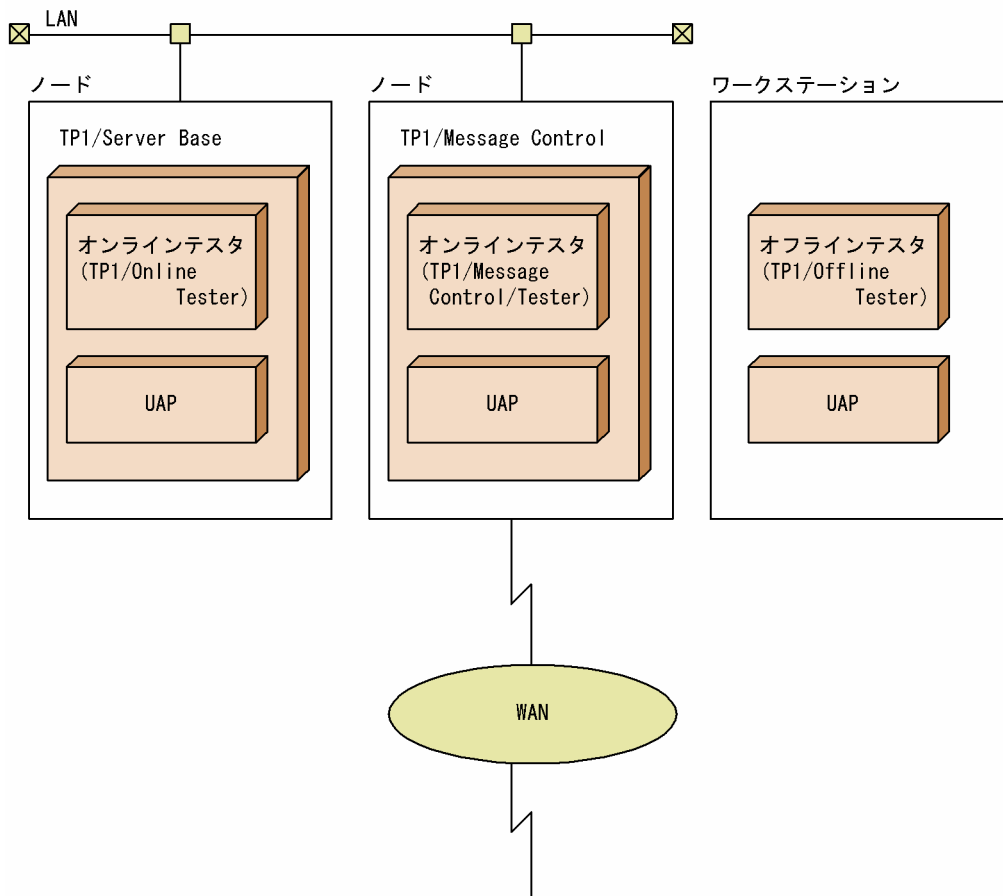 LAN
ノード
TP1/Server Base
オンラインテスタ
(TP1/Online
Tester)
UAP
ノード
TP1/Message Control
オンラインテスタ
(TP1/Message
Control/Tester)
UAP
ワークステーション
オフラインテスタ
(TP1/Offline
Tester)
UAP
WAN